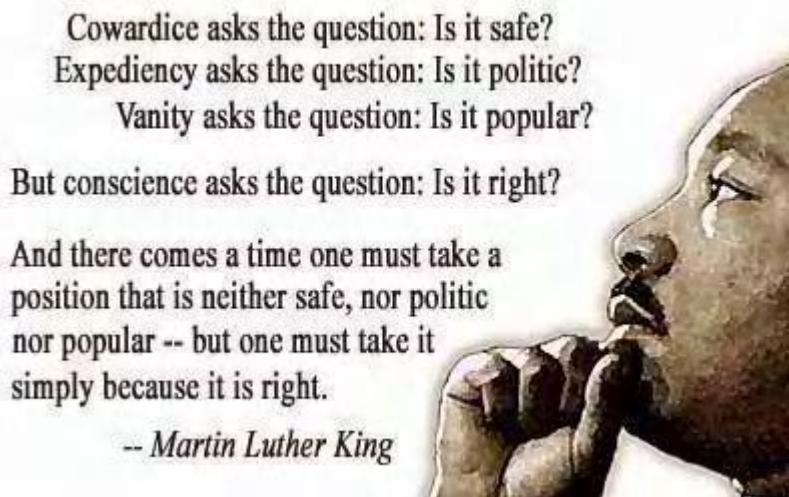 Cowardice asks the question: Is it safe?
Expediency asks the question: Is it politic?
Vanity asks the question: Is it popular?
But conscience asks the question: Is it right?
And there comes a time one must take a
position that is neither safe, nor politic
nor popular -- but one must take it
simply because it is right.
-- Martin Luther King